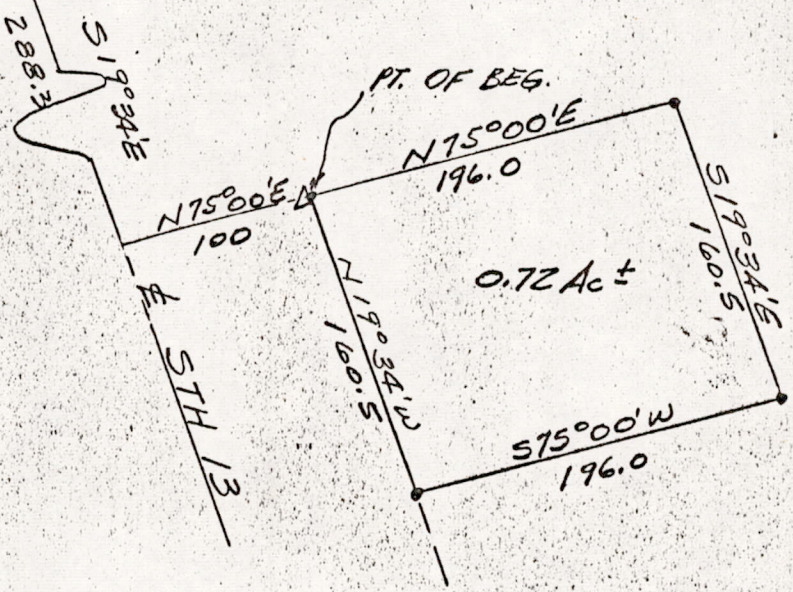 288.3
S19°34'E
PT. OF BEG.
N75°00'E
196.0
N75°00'E
100
S19°34'E
160.5
0.72 Ac ±
N19°34'W
160.5
℄ STH 13
S75°00'W
196.0